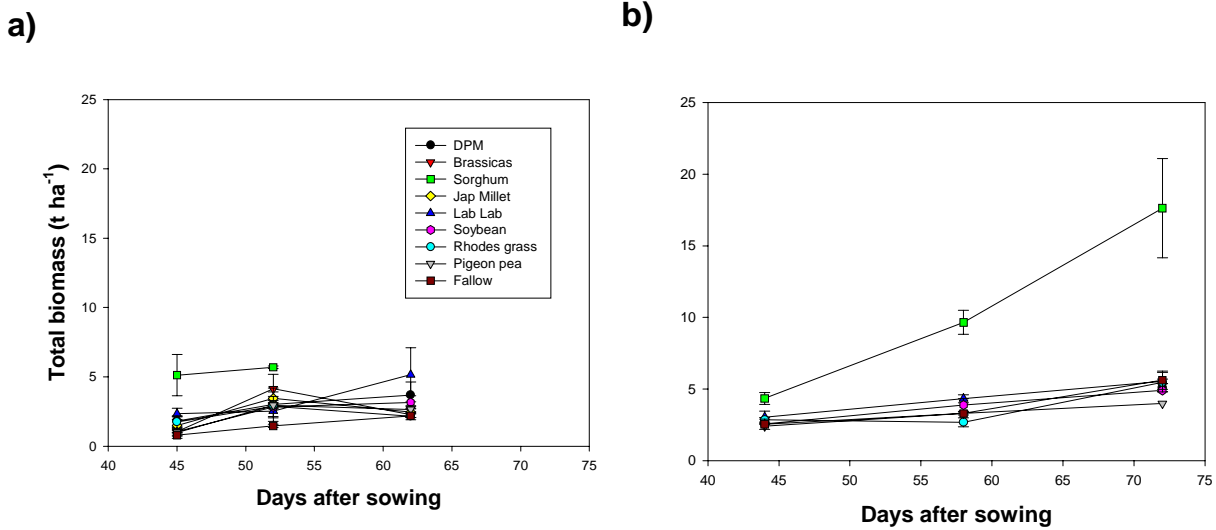 a)
25
20
15
10
5
0
Total biomass (t ha⁻¹)
DPM
Brassicas
Sorghum
Jap Millet
Lab Lab
Soybean
Rhodes grass
Pigeon pea
Fallow
40 45 50 55 60 65 70 75
Days after sowing
b)
25
20
15
10
5
0
40 45 50 55 60 65 70 75
Days after sowing